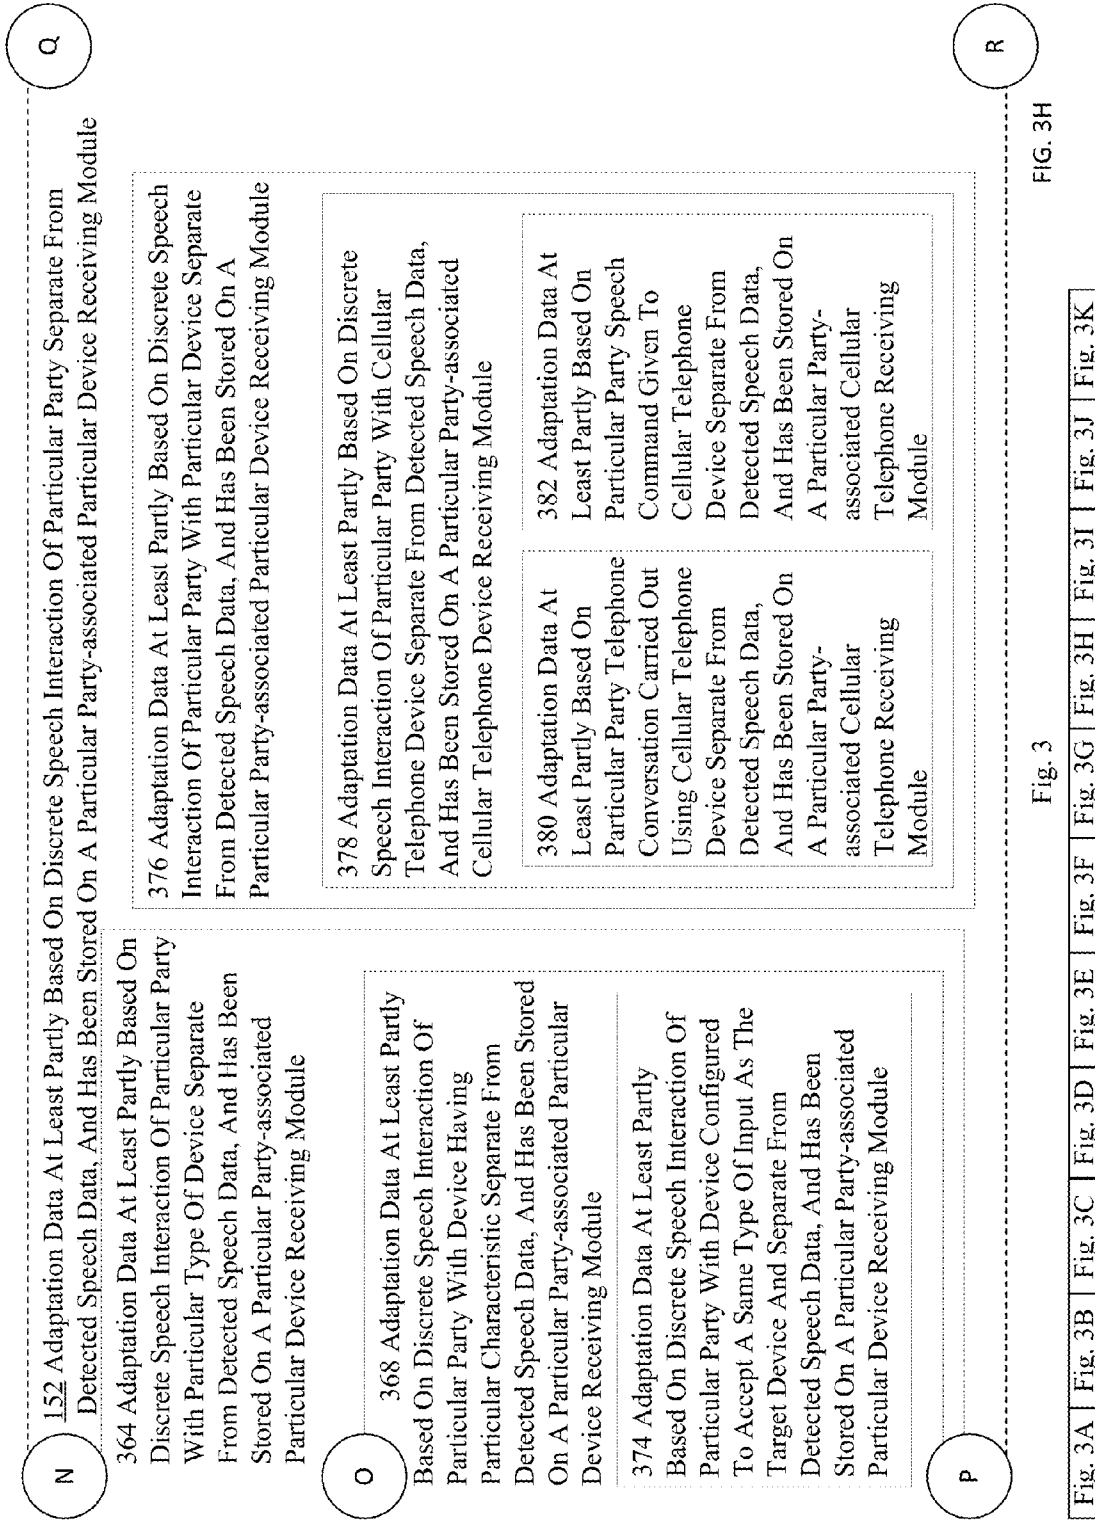 N
Q
152 Adaptation Data At Least Partly Based On Discrete Speech Interaction Of Particular Party Separate From
Detected Speech Data, And Has Been Stored On A Particular Party-associated Particular Device Receiving Module
364 Adaptation Data At Least Partly Based On
Discrete Speech Interaction Of Particular Party
With Particular Type Of Device Separate
From Detected Speech Data, And Has Been
Stored On A Particular Party-associated
Particular Device Receiving Module
O
368 Adaptation Data At Least Partly
Based On Discrete Speech Interaction Of
Particular Party With Device Having
Particular Characteristic Separate From
Detected Speech Data, And Has Been Stored
On A Particular Party-associated Particular
Device Receiving Module
374 Adaptation Data At Least Partly
Based On Discrete Speech Interaction Of
Particular Party With Device Configured
To Accept A Same Type Of Input As The
Target Device And Separate From
Detected Speech Data, And Has Been
Stored On A Particular Party-associated
Particular Device Receiving Module
376 Adaptation Data At Least Partly Based On Discrete Speech
Interaction Of Particular Party With Particular Device Separate
From Detected Speech Data, And Has Been Stored On A
Particular Party-associated Particular Device Receiving Module
378 Adaptation Data At Least Partly Based On Discrete
Speech Interaction Of Particular Party With Cellular
Telephone Device Separate From Detected Speech Data,
And Has Been Stored On A Particular Party-associated
Cellular Telephone Device Receiving Module
380 Adaptation Data At
Least Partly Based On
Particular Party Telephone
Conversation Carried Out
Using Cellular Telephone
Device Separate From
Detected Speech Data,
And Has Been Stored On
A Particular Party-
associated Cellular
Telephone Receiving
Module
382 Adaptation Data At
Least Partly Based On
Particular Party Speech
Command Given To
Cellular Telephone
Device Separate From
Detected Speech Data,
And Has Been Stored On
A Particular Party-
associated Cellular
Telephone Receiving
Module
P
R
Fig. 3
FIG. 3H
Fig. 3A Fig. 3B Fig. 3C Fig. 3D Fig. 3E Fig. 3F Fig. 3G Fig. 3H Fig. 3I Fig. 3J Fig. 3K